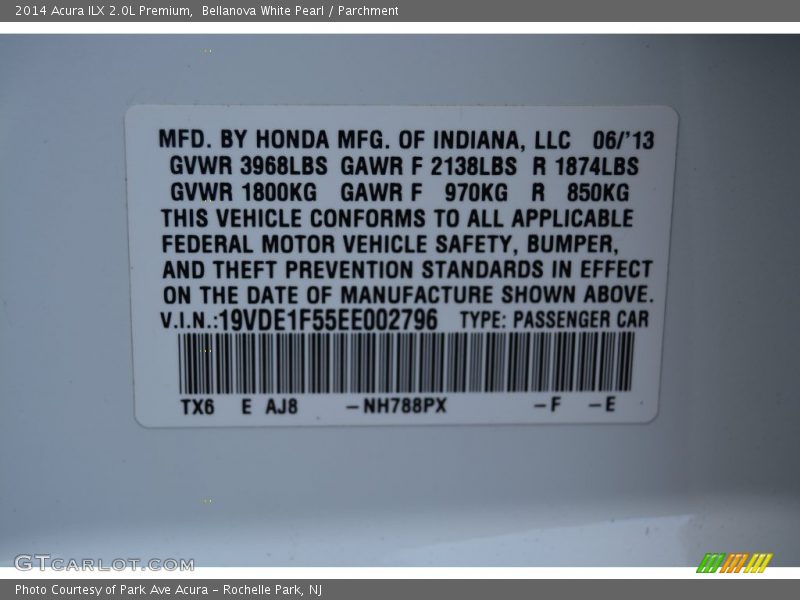 2014 Acura ILX 2.0L Premium,  Bellanova White Pearl / Parchment
MFD. BY HONDA MFG. OF INDIANA, LLC 06/'13
GVWR 3968LBS GAWR F 2138LBS R 1874LBS
GVWR 1800KG GAWR F 970KG R 850KG
THIS VEHICLE CONFORMS TO ALL APPLICABLE
FEDERAL MOTOR VEHICLE SAFETY, BUMPER,
AND THEFT PREVENTION STANDARDS IN EFFECT
ON THE DATE OF MANUFACTURE SHOWN ABOVE.
V.I.N.:19VDE1F55EE002796 TYPE: PASSENGER CAR
TX6 E AJ8 –NH788PX –F –E
GTCARLOT.COM
Photo Courtesy of Park Ave Acura – Rochelle Park, NJ